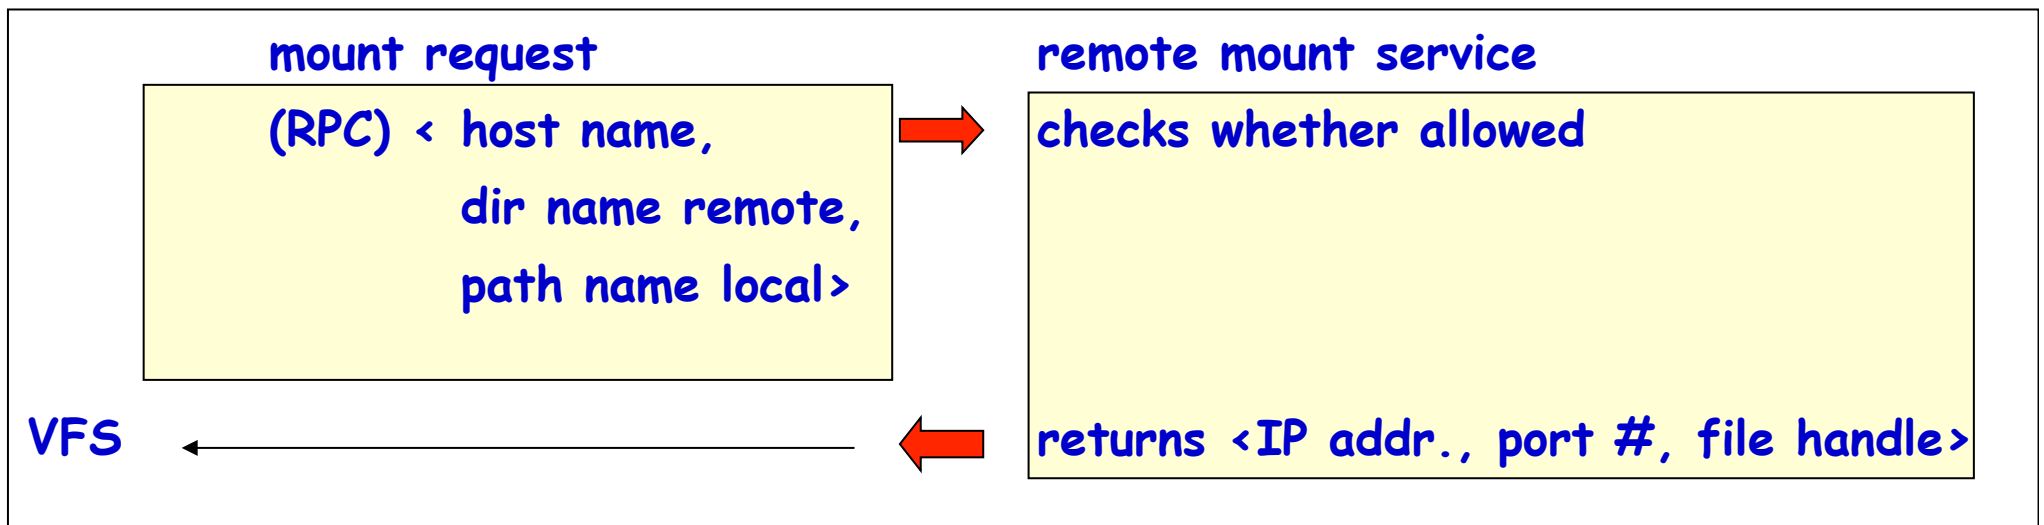 mount request
(RPC) < host name,
dir name remote,
path name local>
remote mount service
checks whether allowed
returns <IP addr., port #, file handle>
VFS